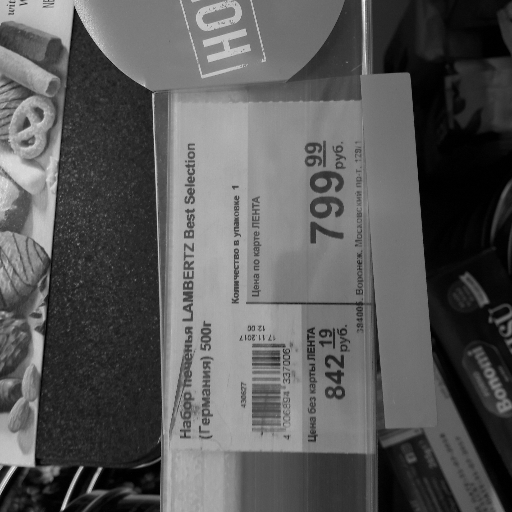 Набор печенья LAMBERTZ Best Selection
(Германия) 500г
Количество в упаковке 1
Цена по карте ЛЕНТА
799 99
руб.
17.11.2017
12:00
430627
4 006894 337006
Цена без карты ЛЕНТА
842 19
руб.
394005, Воронеж, Московский пр-т, 129/1
Bonomi